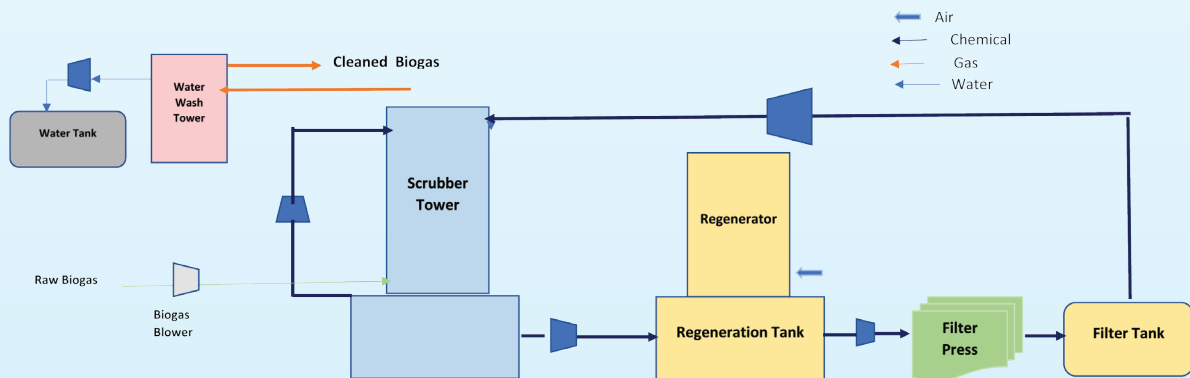 Air
Chemical
Gas
Water
Cleaned Biogas
Water
Wash
Tower
Water Tank
Scrubber
Tower
Regenerator
Raw Biogas
Biogas
Blower
Regeneration Tank
Filter
Press
Filter Tank